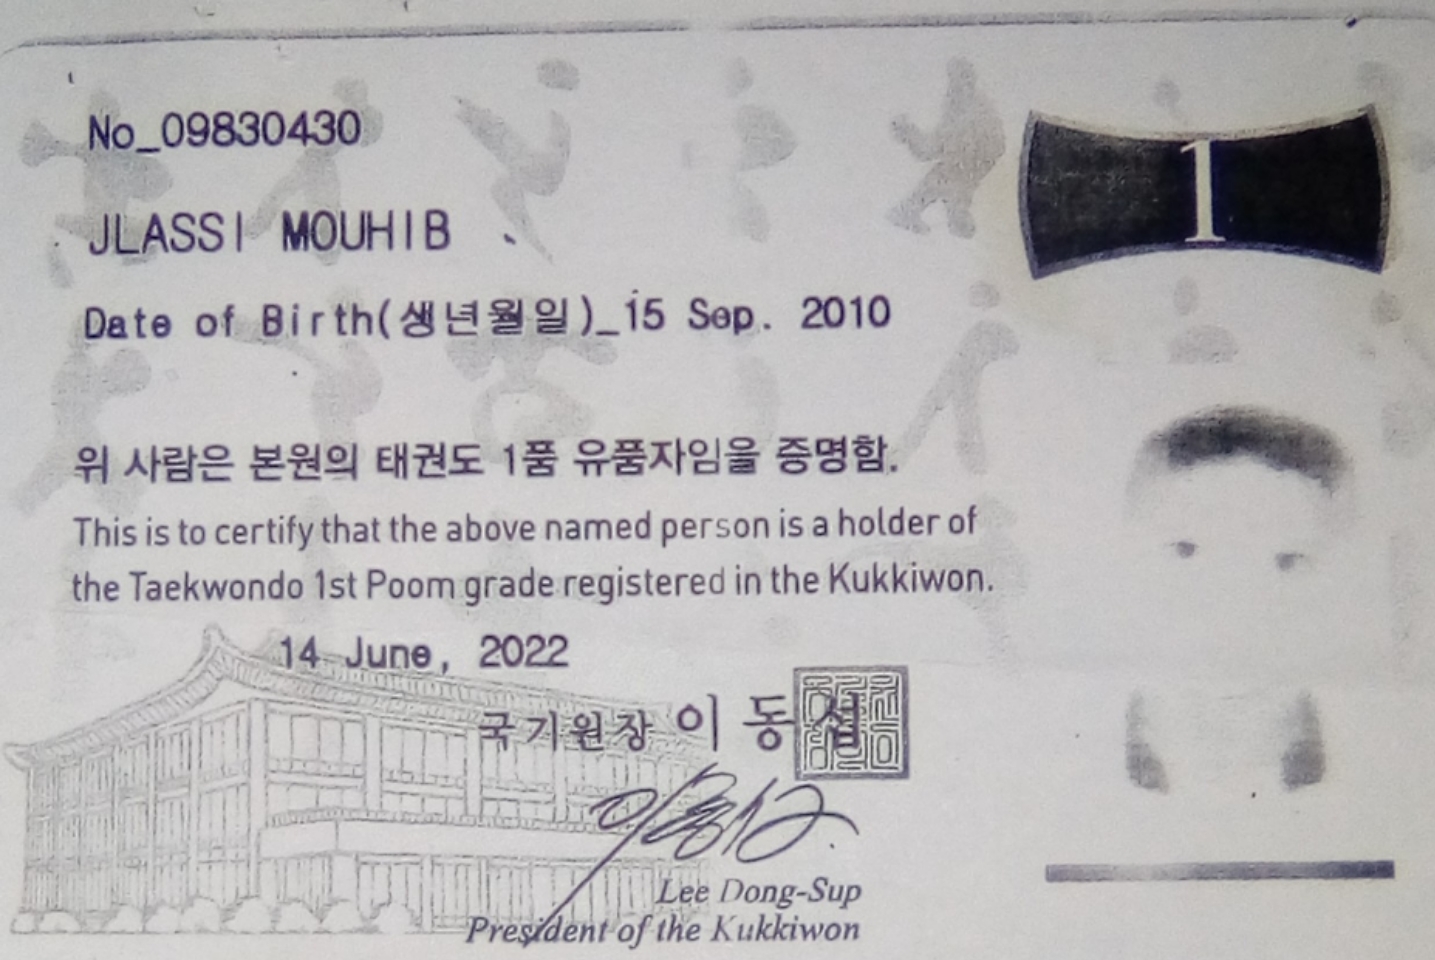 No_09830430
1
JLASSI MOUHIB
Date of Birth(생년월일)_15 Sep. 2010
위 사람은 본원의 태권도 1품 유품자임을 증명함.
This is to certify that the above named person is a holder of
the Taekwondo 1st Poom grade registered in the Kukkiwon.
14 June, 2022
국기원장 이 동 섭
Lee Dong-Sup
President of the Kukkiwon